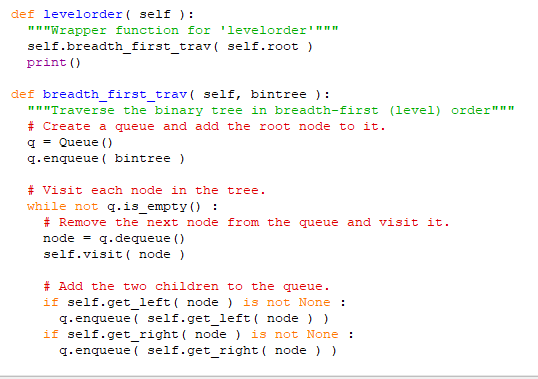 def levelorder( self ):
  """Wrapper function for 'levelorder'"""
  self.breadth_first_trav( self.root )
  print()

def breadth_first_trav( self, bintree ):
  """Traverse the binary tree in breadth-first (level) order"""
  # Create a queue and add the root node to it.
  q = Queue()
  q.enqueue( bintree )

  # Visit each node in the tree.
  while not q.is_empty() :
    # Remove the next node from the queue and visit it.
    node = q.dequeue()
    self.visit( node )

    # Add the two children to the queue.
    if self.get_left( node ) is not None :
      q.enqueue( self.get_left( node ) )
    if self.get_right( node ) is not None :
      q.enqueue( self.get_right( node ) )